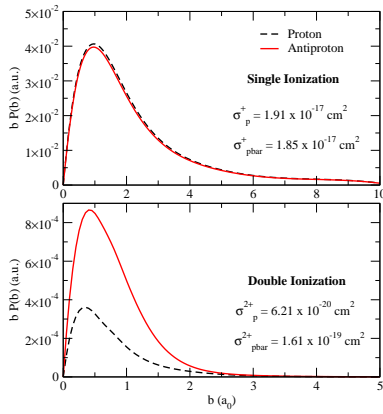 5×10⁻²
4×10⁻²
3×10⁻²
2×10⁻²
1×10⁻²
0
b P(b) (a.u.)
Proton
Antiproton
Single Ionization
σ⁺ₚ = 1.91 x 10⁻¹⁷ cm²
σ⁺pbar = 1.85 x 10⁻¹⁷ cm²
0 2 4 6 8 10
8×10⁻⁴
6×10⁻⁴
4×10⁻⁴
2×10⁻⁴
0
b P(b) (a.u.)
Double Ionization
σ²⁺ₚ = 6.21 x 10⁻²⁰ cm²
σ²⁺pbar = 1.61 x 10⁻¹⁹ cm²
0 1 2 3 4 5
b (a₀)